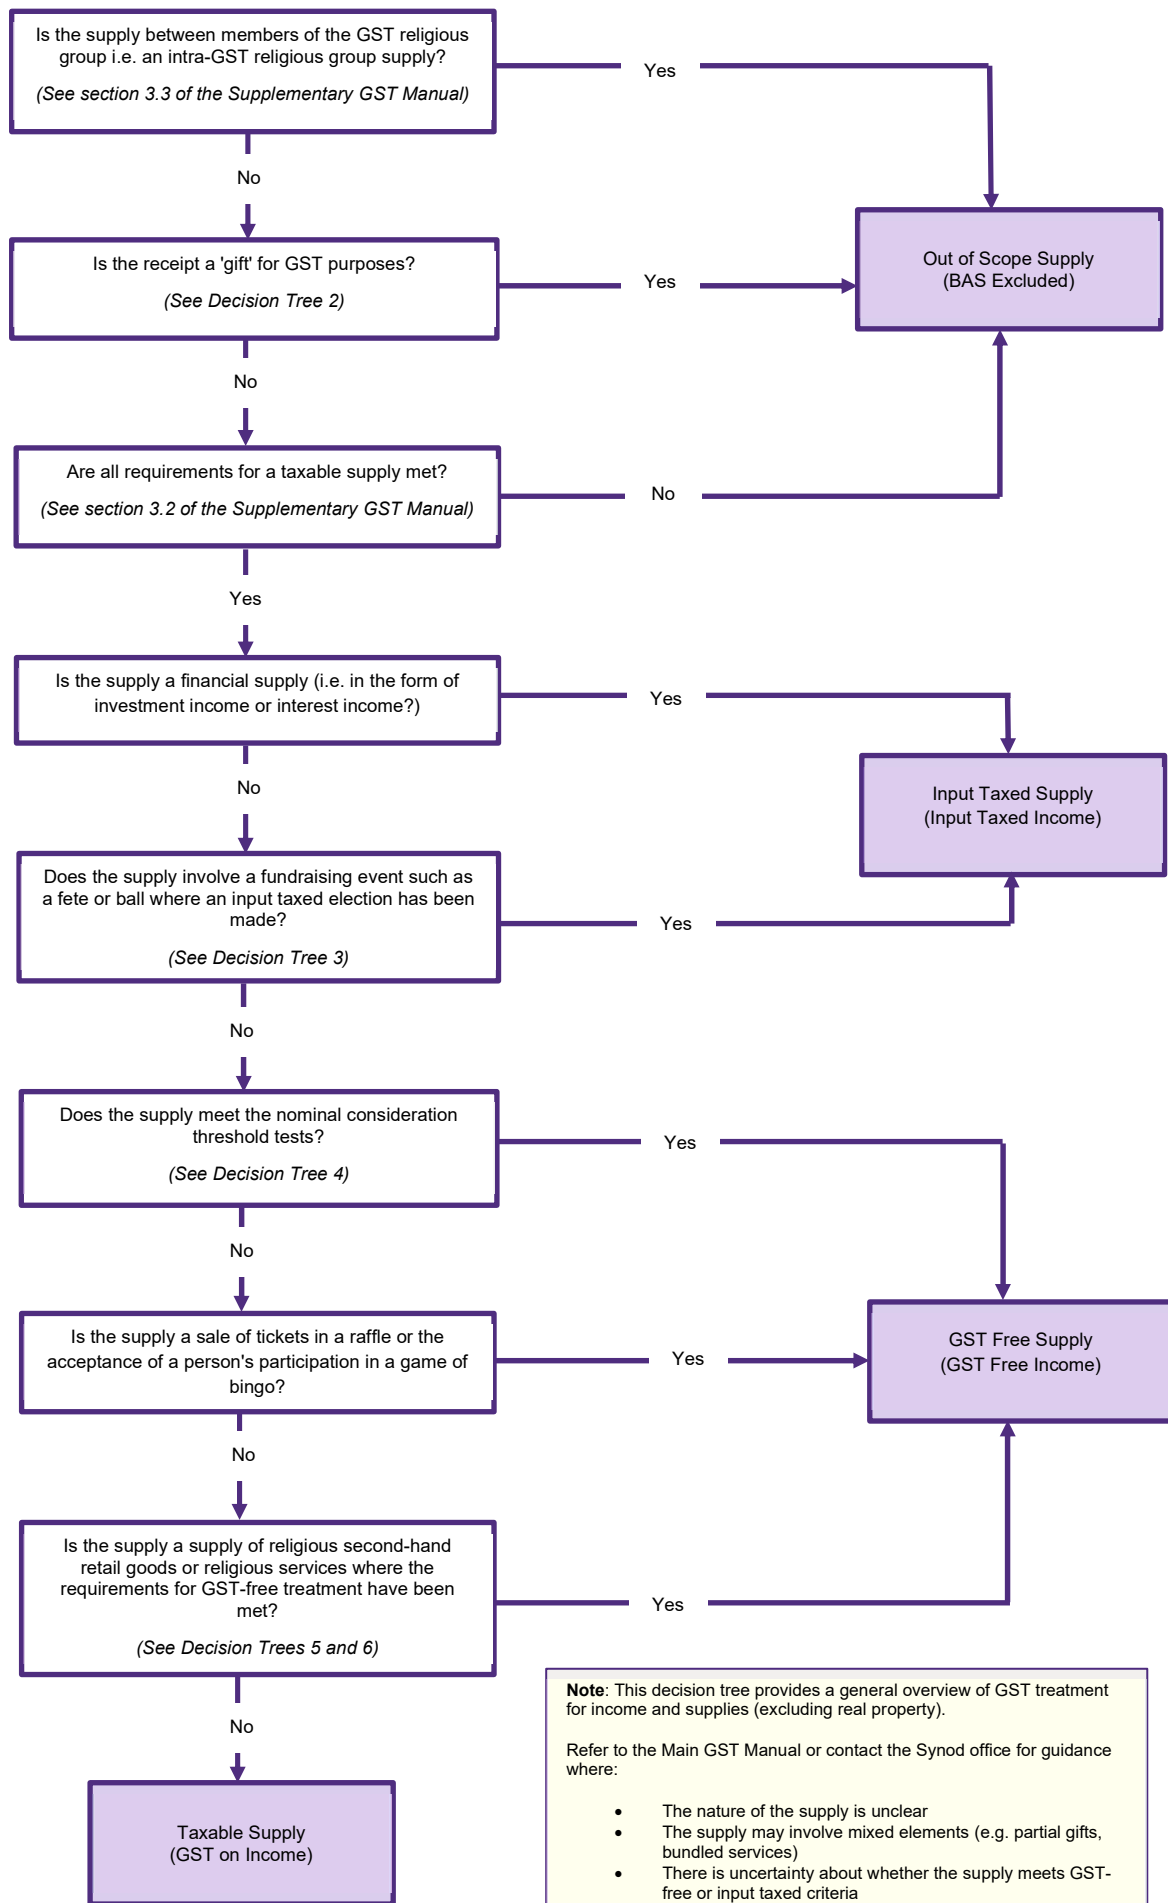 Is the supply between members of the GST religious
group i.e. an intra-GST religious group supply?
(See section 3.3 of the Supplementary GST Manual)
Yes
No
Out of Scope Supply
(BAS Excluded)
Is the receipt a 'gift' for GST purposes?
(See Decision Tree 2)
Yes
No
Are all requirements for a taxable supply met?
(See section 3.2 of the Supplementary GST Manual)
No
Yes
Is the supply a financial supply (i.e. in the form of
investment income or interest income?)
Yes
No
Input Taxed Supply
(Input Taxed Income)
Does the supply involve a fundraising event such as
a fete or ball where an input taxed election has been
made?
(See Decision Tree 3)
Yes
No
Does the supply meet the nominal consideration
threshold tests?
(See Decision Tree 4)
Yes
No
Is the supply a sale of tickets in a raffle or the
acceptance of a person's participation in a game of
bingo?
Yes
GST Free Supply
(GST Free Income)
No
Is the supply a supply of religious second-hand
retail goods or religious services where the
requirements for GST-free treatment have been
met?
(See Decision Trees 5 and 6)
Yes
No
Taxable Supply
(GST on Income)
Note: This decision tree provides a general overview of GST treatment
for income and supplies (excluding real property).
Refer to the Main GST Manual or contact the Synod office for guidance
where:
• The nature of the supply is unclear
• The supply may involve mixed elements (e.g. partial gifts,
bundled services)
• There is uncertainty about whether the supply meets GST-
free or input taxed criteria